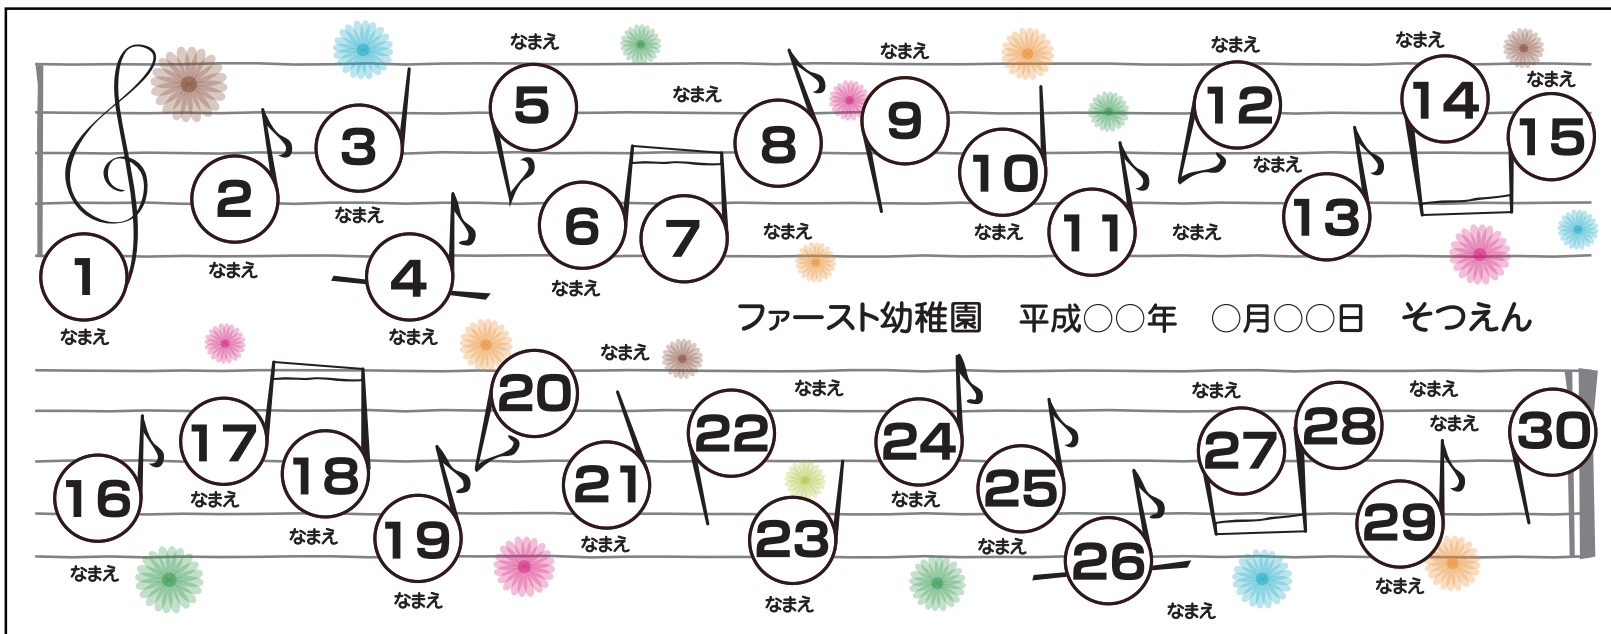 1
なまえ
2
なまえ
3
なまえ
4
なまえ
5
なまえ
6
なまえ
7
なまえ
8
なまえ
9
なまえ
10
なまえ
11
なまえ
12
なまえ
13
なまえ
14
なまえ
15
なまえ
ファースト幼稚園　平成○○年　○月○○日　そつえん
16
なまえ
17
なまえ
18
なまえ
19
なまえ
20
なまえ
21
なまえ
22
なまえ
23
なまえ
24
なまえ
25
なまえ
26
なまえ
27
なまえ
28
なまえ
29
なまえ
30
なまえ